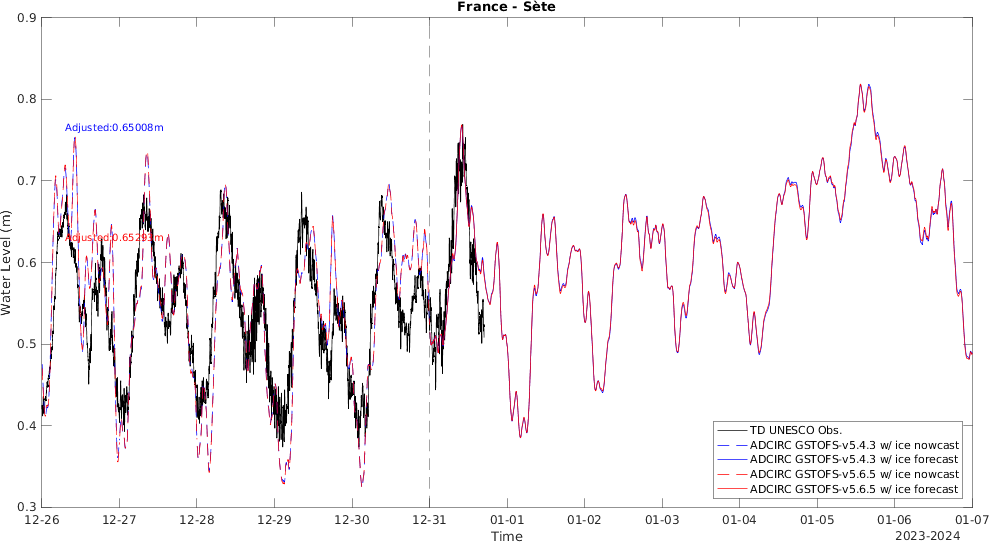 France - Sète
0.9
0.8
0.7
0.6
0.5
0.4
0.3
Water Level (m)
Adjusted:0.65008m
Adjusted:0.65293m
TD UNESCO Obs.
ADCIRC GSTOFS-v5.4.3 w/ ice nowcast
ADCIRC GSTOFS-v5.4.3 w/ ice forecast
ADCIRC GSTOFS-v5.6.5 w/ ice nowcast
ADCIRC GSTOFS-v5.6.5 w/ ice forecast
12-26 12-27 12-28 12-29 12-30 12-31 01-01 01-02 01-03 01-04 01-05 01-06 01-07
Time
2023-2024